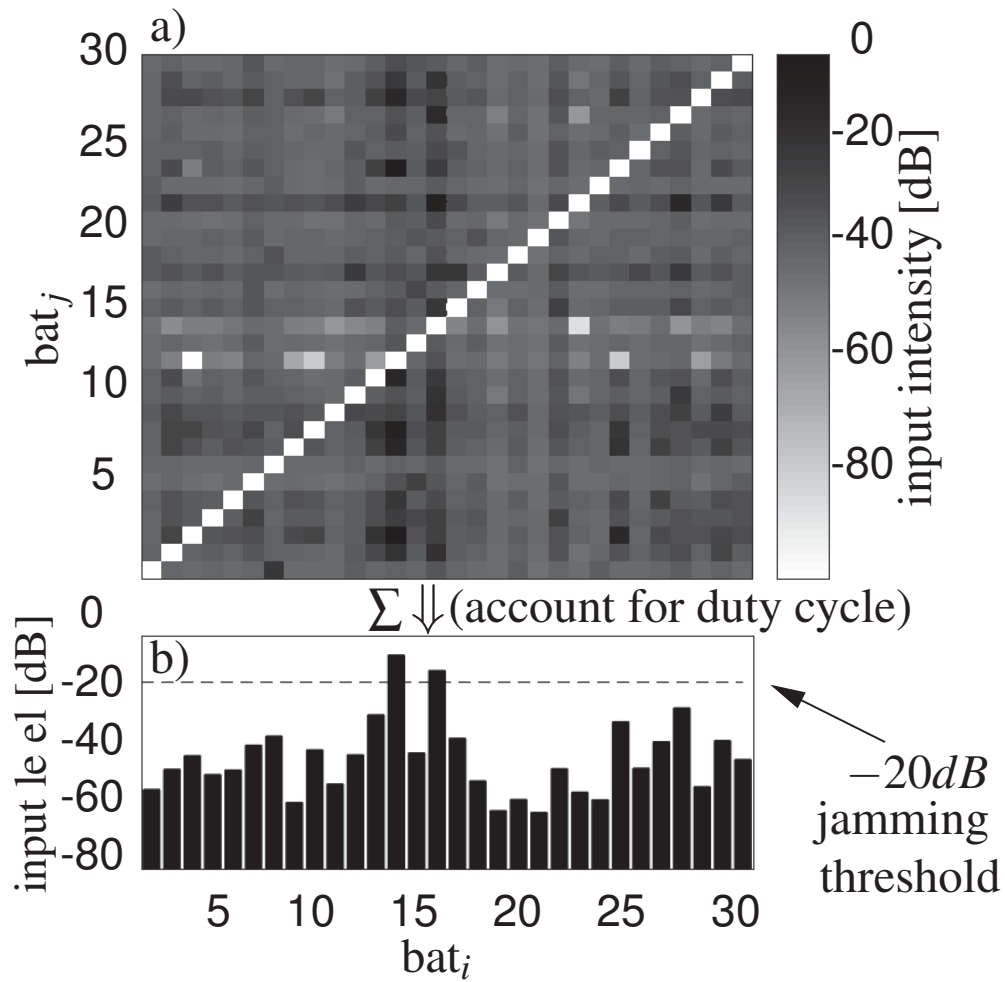 a)
30
25
20
15
10
5
bat_j
0
-20
-40
-60
-80
input intensity [dB]
∑ ⇓ (account for duty cycle)
b)
0
-20
-40
-60
-80
input le el [dB]
5 10 15 20 25 30
bat_i
−20dB
jamming
threshold